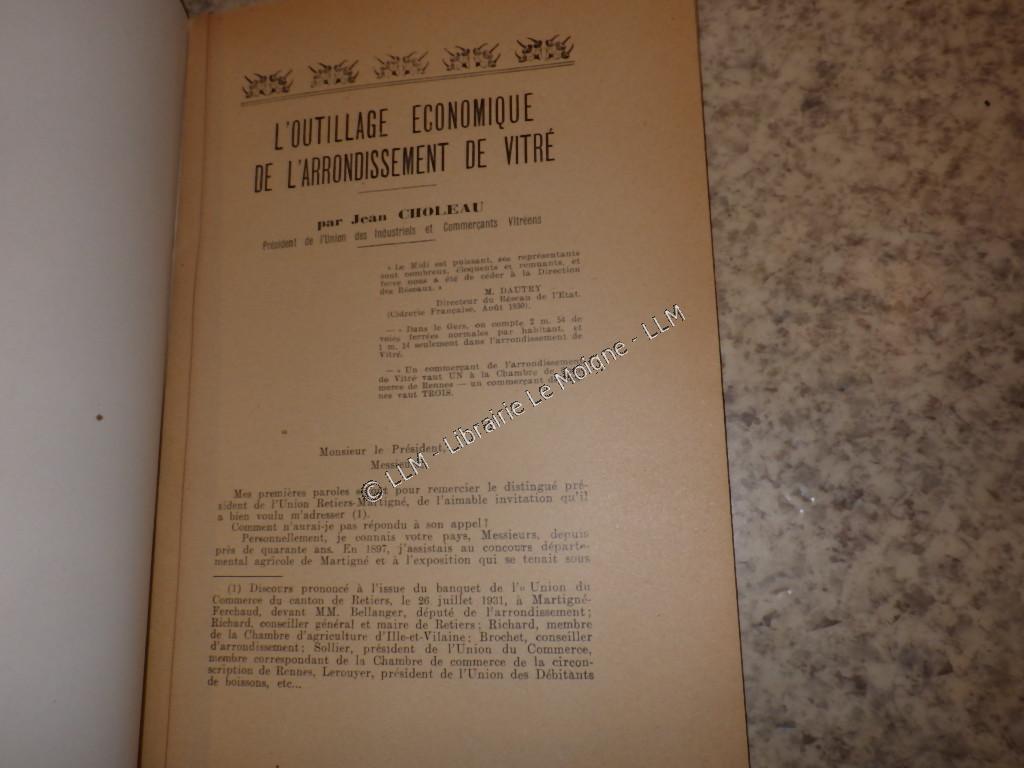 L'OUTILLAGE ECONOMIQUE
DE L'ARRONDISSEMENT DE VITRÉ
par Jean CHOLEAU
Président de l'Union des Industriels et Commerçants Vitréens
« Le Midi est puissant, ses représentants
sont nombreux, éloquents et remuants, et
force nous a été de céder à la Direction
des Réseaux. »
M. DAUTRY
Directeur du Réseau de l'Etat.
(Cidrerie Française, Août 1930).
— « Dans le Gers, on compte 2 m. 54 de
voies ferrées normales par habitant, et
1 m. 14 seulement dans l'arrondissement de
Vitré.
— « Un commerçant de l'arrondissement
de Vitré vaut UN à la Chambre de
merce de Rennes — un commerçant de
nes vaut TROIS.
Monsieur le Président,
Messieurs
Mes premières paroles pour remercier le distingué pré-
sident de l'Union Retiers-Martigné, de l'aimable invitation qu'il
a bien voulu m'adresser (1).
Comment n'aurai-je pas répondu à son appel ?
Personnellement, je connais votre pays, Messieurs, depuis
près de quarante ans. En 1897, j'assistais au concours départe-
mental agricole de Martigné et à l'exposition qui se tenait sous
(1) Discours prononcé à l'issue du banquet de l'« Union du
Commerce du canton de Retiers, le 26 juillet 1931, à Martigné-
Ferchaud, devant MM. Bellanger, député de l'arrondissement ;
Richard, conseiller général et maire de Retiers ; Richard, membre
de la Chambre d'agriculture d'Ille-et-Vilaine ; Brochet, conseiller
d'arrondissement ; Sollier, président de l'Union du Commerce,
membre correspondant de la Chambre de commerce de la circon-
scription de Rennes, Lerouyer, président de l'Union des Débitants
de boissons, etc...
© LLM - Librairie Le Moigne - LLM